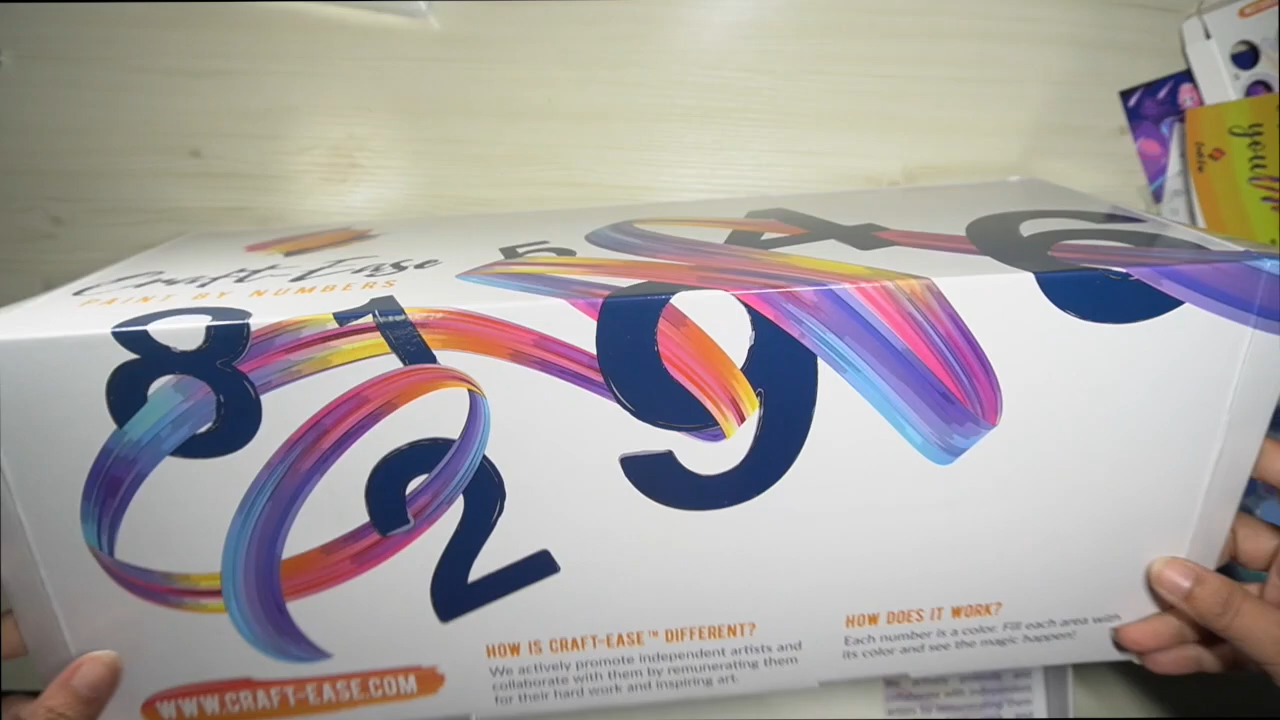 Craft-Ease
PAINT BY NUMBERS
5
4
6
8
1
9
2
HOW IS CRAFT-EASE™ DIFFERENT?
We actively promote independent artists and
collaborate with them by remunerating them
for their hard work and inspiring art.
HOW DOES IT WORK?
Each number is a color. Fill each area with
its color and see the magic happen!
WWW.CRAFT-EASE.COM
your